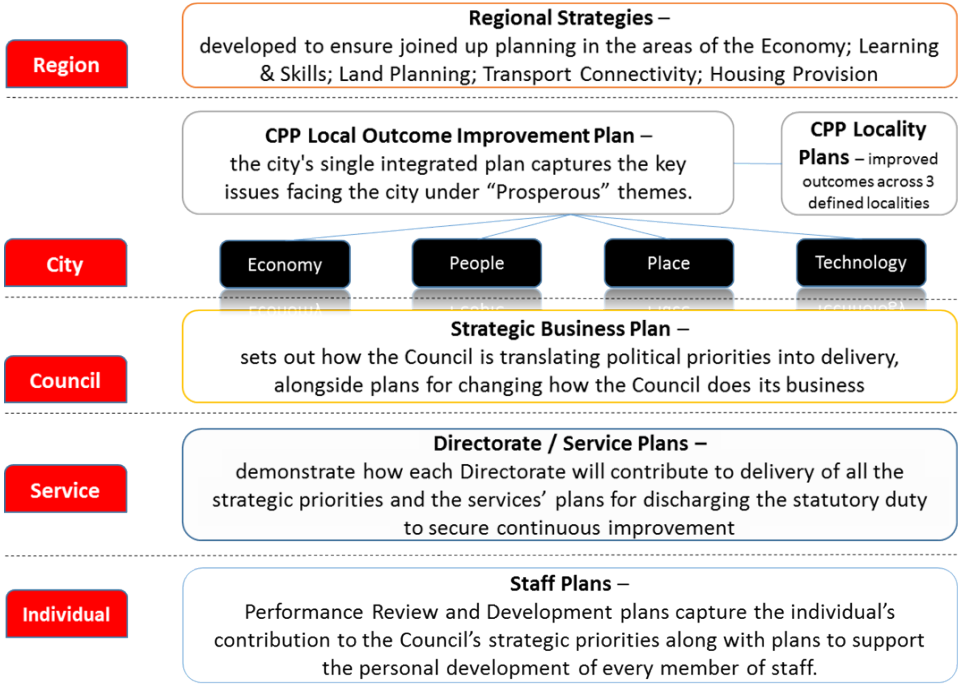 Region
Regional Strategies –
developed to ensure joined up planning in the areas of the Economy; Learning
& Skills; Land Planning; Transport Connectivity; Housing Provision
CPP Local Outcome Improvement Plan –
the city's single integrated plan captures the key
issues facing the city under “Prosperous” themes.
CPP Locality
Plans – improved
outcomes across 3
defined localities
City
Economy
People
Place
Technology
Council
Strategic Business Plan –
sets out how the Council is translating political priorities into delivery,
alongside plans for changing how the Council does its business
Service
Directorate / Service Plans –
demonstrate how each Directorate will contribute to delivery of all the
strategic priorities and the services’ plans for discharging the statutory duty
to secure continuous improvement
Individual
Staff Plans –
Performance Review and Development plans capture the individual’s
contribution to the Council’s strategic priorities along with plans to support
the personal development of every member of staff.